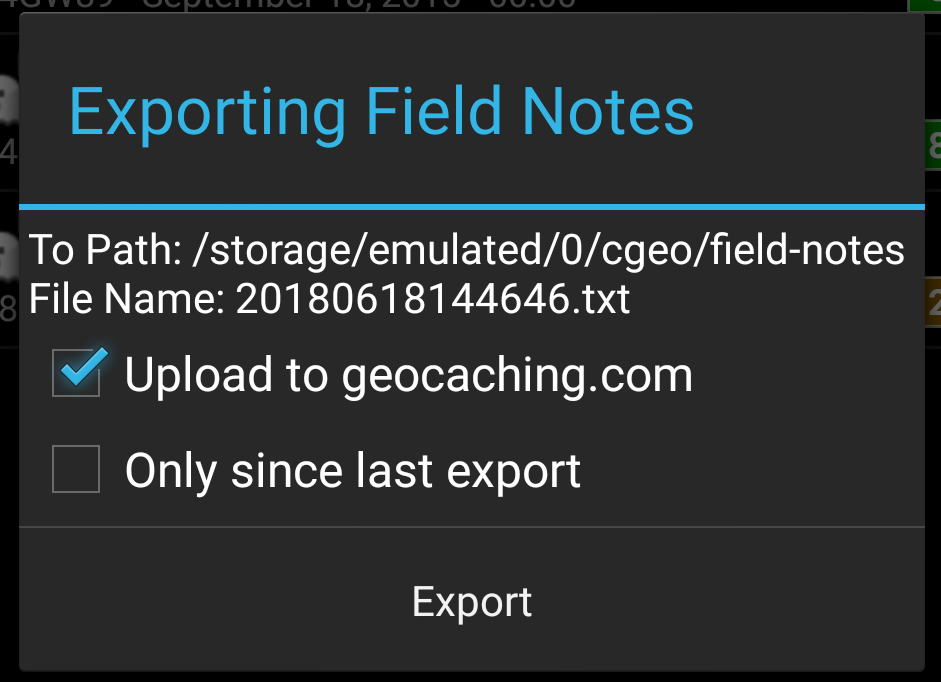 Exporting Field Notes
To Path: /storage/emulated/0/cgeo/field-notes
File Name: 20180618144646.txt
Upload to geocaching.com
Only since last export
Export